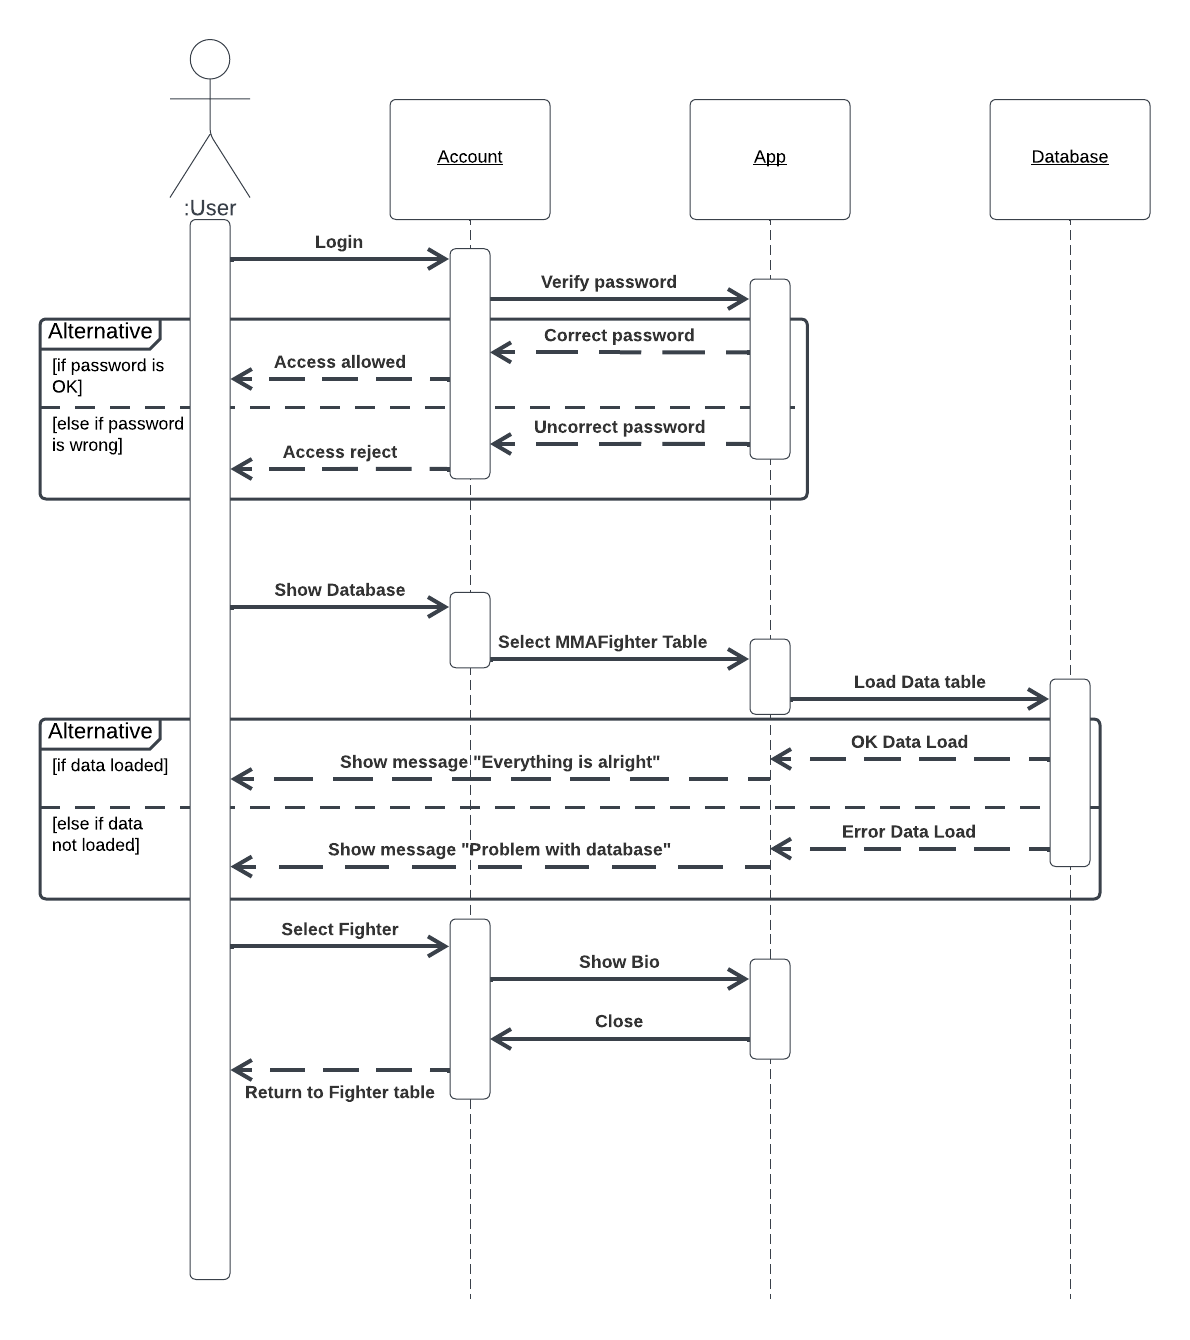 :User
Account
App
Database
Login
Verify password
Alternative
Correct password
[if password is
OK]
Access allowed
[else if password
is wrong]
Uncorrect password
Access reject
Show Database
Select MMAFighter Table
Load Data table
Alternative
OK Data Load
[if data loaded]
Show message "Everything is alright"
[else if data
not loaded]
Error Data Load
Show message "Problem with database"
Select Fighter
Show Bio
Close
Return to Fighter table